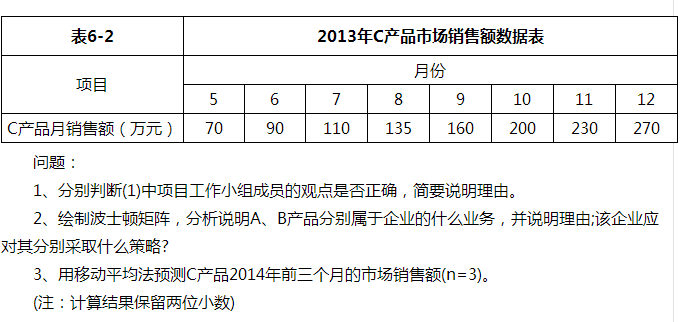 表6-2 2013年C产品市场销售额数据表
项目 月份
5 6 7 8 9 10 11 12
C产品月销售额（万元） 70 90 110 135 160 200 230 270
问题：
1、分别判断(1)中项目工作小组成员的观点是否正确，简要说明理由。
2、绘制波士顿矩阵，分析说明A、B产品分别属于企业的什么业务，并说明理由;该企业应
对其分别采取什么策略?
3、用移动平均法预测C产品2014年前三个月的市场销售额(n=3)。
(注：计算结果保留两位小数)